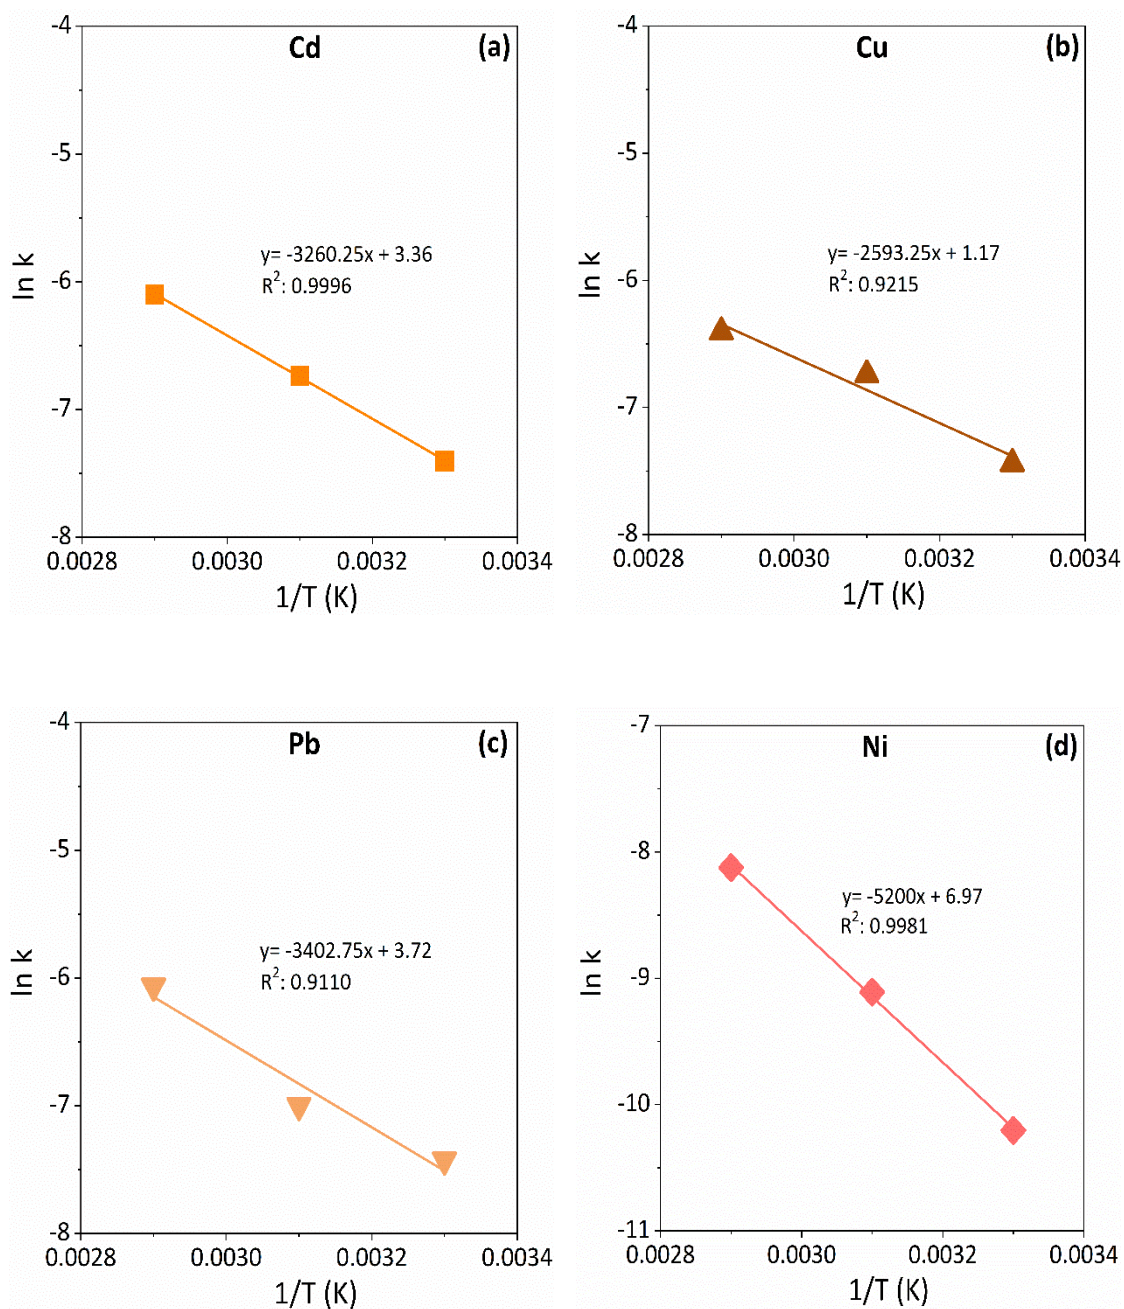 Cd (a)
-4
-5
-6
-7
-8
ln k
y= -3260.25x + 3.36
R²: 0.9996
0.0028 0.0030 0.0032 0.0034
1/T (K)
Cu (b)
-4
-5
-6
-7
-8
ln k
y= -2593.25x + 1.17
R²: 0.9215
0.0028 0.0030 0.0032 0.0034
1/T (K)
Pb (c)
-4
-5
-6
-7
-8
ln k
y= -3402.75x + 3.72
R²: 0.9110
0.0028 0.0030 0.0032 0.0034
1/T (K)
Ni (d)
-7
-8
-9
-10
-11
ln k
y= -5200x + 6.97
R²: 0.9981
0.0028 0.0030 0.0032 0.0034
1/T (K)